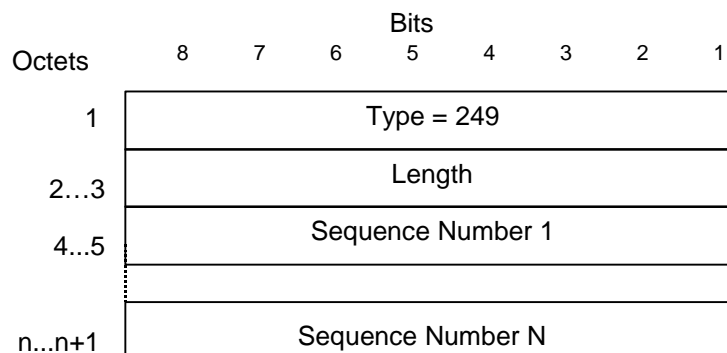 Bits
Octets 8 7 6 5 4 3 2 1
1 Type = 249
2…3 Length
4...5 Sequence Number 1
n...n+1 Sequence Number N